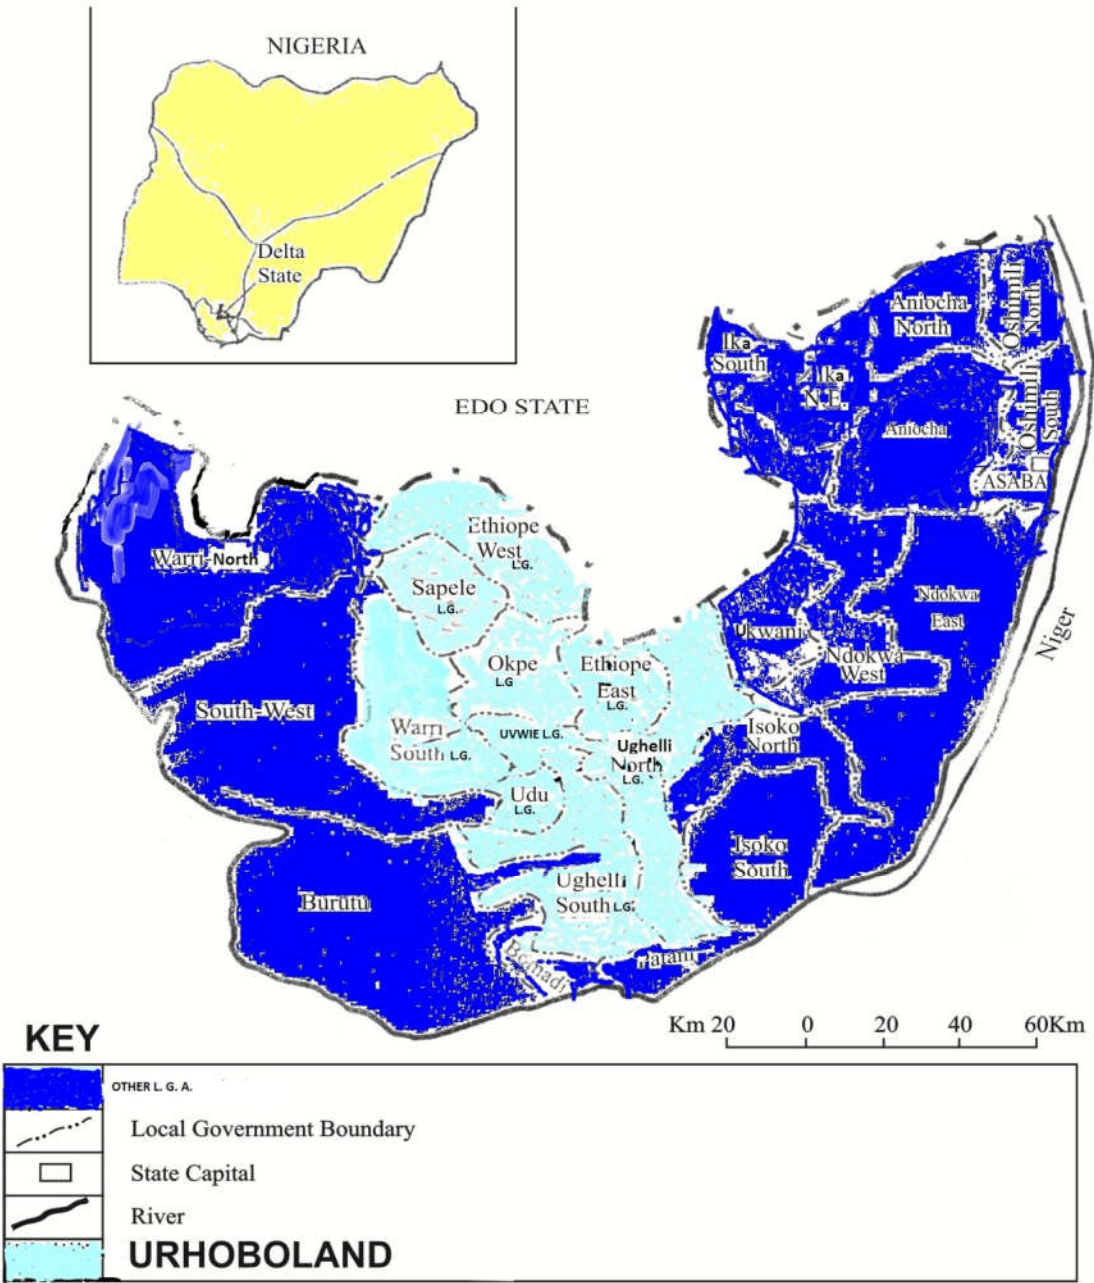 NIGERIA
Delta
State
EDO STATE
Aniocha
North
Oshimili
North
Ika
South
Ika
N.E.
Oshimili
South
Aniocha
ASABA
Ethiope
West
L.G.
Warri-North
Sapele
L.G.
Ndokwa
East
Ukwani
Niger
Okpe
L.G
Ethiope
East
L.G.
Ndokwa
West
South-West
Warri
South L.G.
UVWIE L.G.
Ughelli
North
L.G.
Isoko
North
Udu
L.G.
Isoko
South
Ughelli
South L.G.
Burutu
Bomadi
Patani
Km 20 0 20 40 60Km
KEY
OTHER L. G. A.
Local Government Boundary
State Capital
River
URHOBOLAND